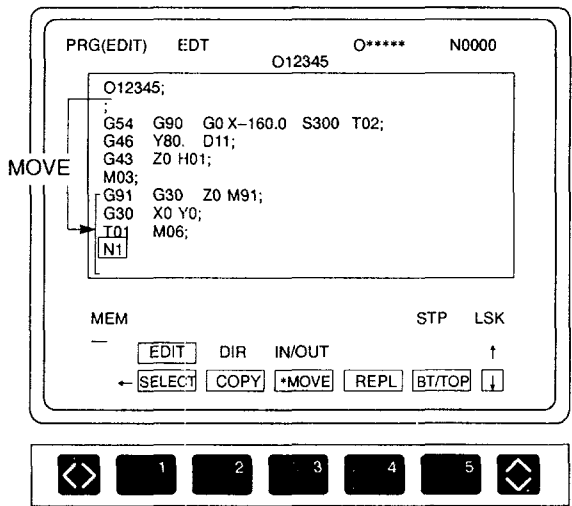 PRG(EDIT) EDT O***** N0000
O12345
O12345;
;
G54 G90 G0 X–160.0 S300 T02;
G46 Y80. D11;
G43 Z0 H01;
MOVE
M03;
G91 G30 Z0 M91;
G30 X0 Y0;
T01 M06;
N1
MEM STP LSK
EDIT DIR IN/OUT ↑
← SELECT COPY *MOVE REPL BT/TOP ↓
1 2 3 4 5